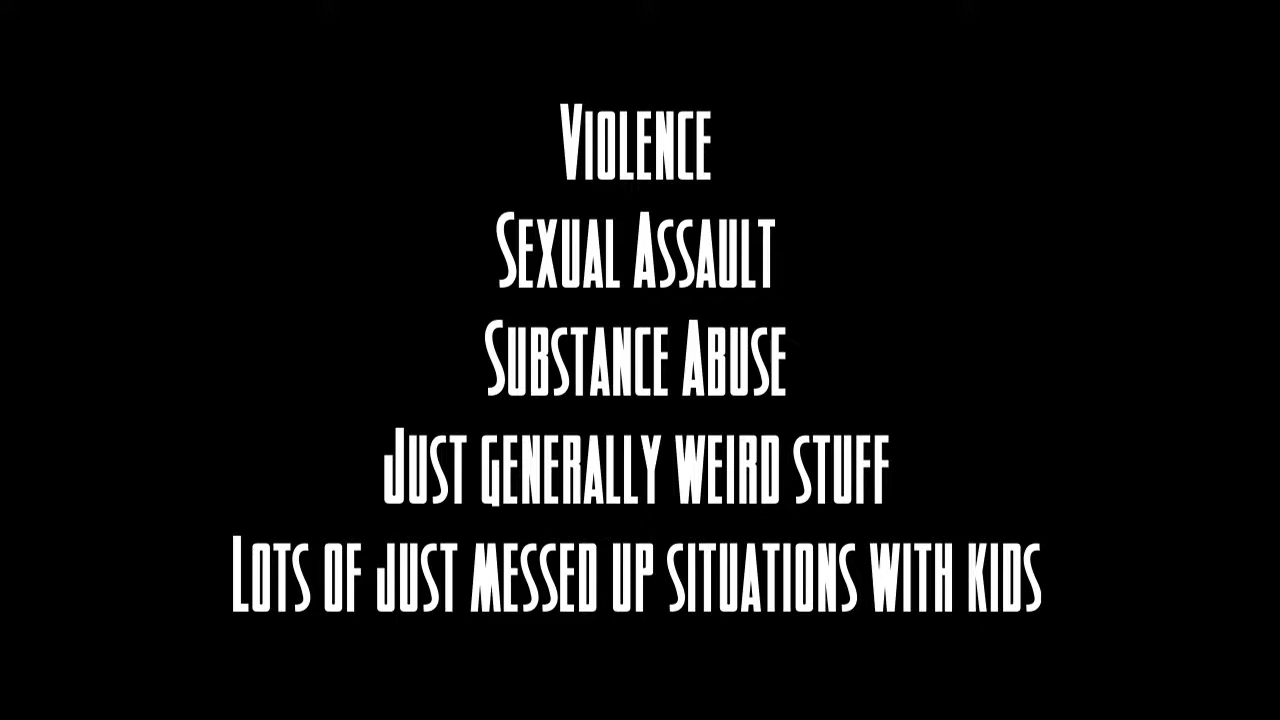 Violence
Sexual Assault
Substance Abuse
Just generally weird stuff
Lots of just messed up situations with kids